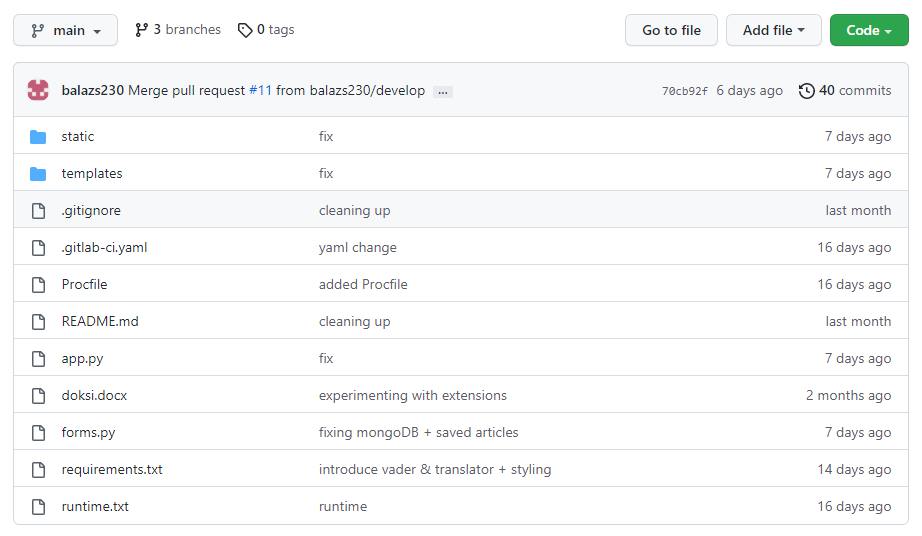 main 3 branches 0 tags Go to file Add file Code
balazs230 Merge pull request #11 from balazs230/develop ... 70cb92f 6 days ago 40 commits
static fix 7 days ago
templates fix 7 days ago
.gitignore cleaning up last month
.gitlab-ci.yaml yaml change 16 days ago
Procfile added Procfile 16 days ago
README.md cleaning up last month
app.py fix 7 days ago
doksi.docx experimenting with extensions 2 months ago
forms.py fixing mongoDB + saved articles 7 days ago
requirements.txt introduce vader & translator + styling 14 days ago
runtime.txt runtime 16 days ago